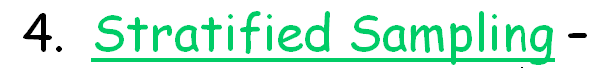 4. Stratified Sampling -